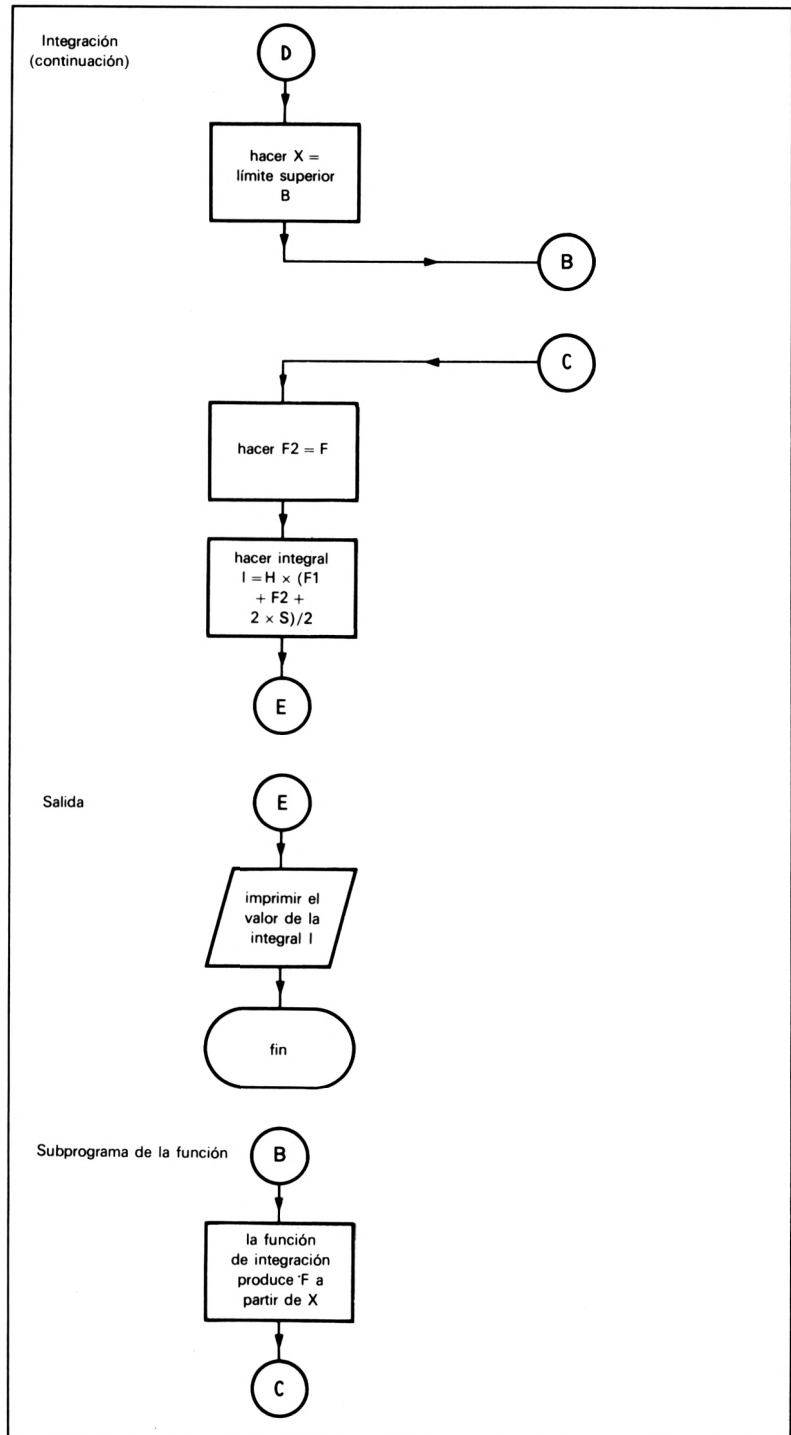 Integración
(continuación)
D
hacer X =
límite superior
B
B
C
hacer F2 = F
hacer integral
I = H × (F1
+ F2 +
2 × S)/2
E
Salida
E
imprimir el
valor de la
integral I
fin
Subprograma de la función
B
la función
de integración
produce F a
partir de X
C